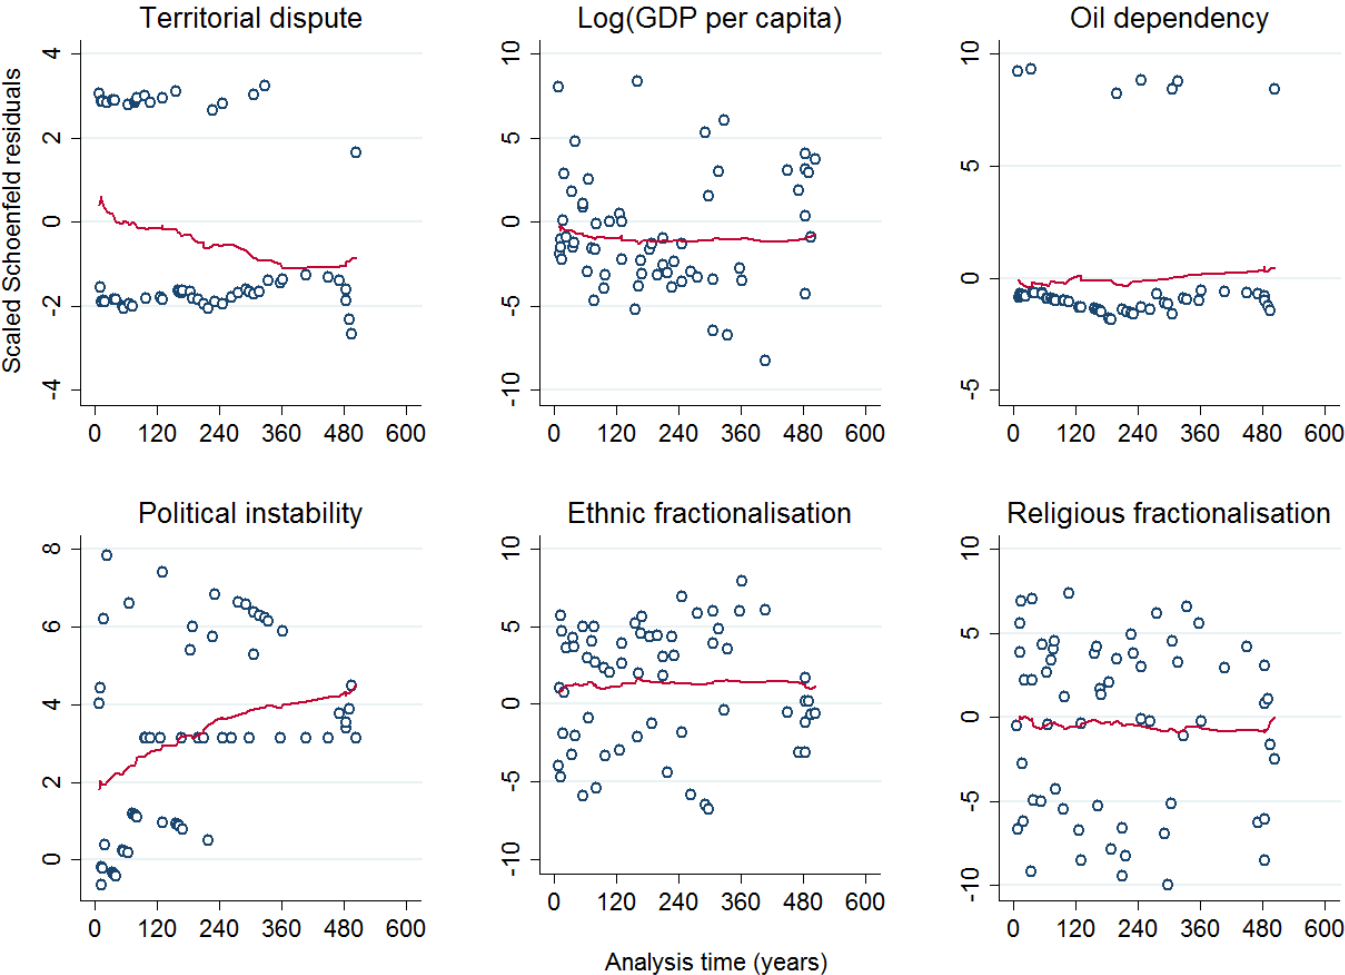 Territorial dispute
Log(GDP per capita)
Oil dependency
Scaled Schoenfeld residuals
4
2
0
-2
-4
0 120 240 360 480 600
10
5
0
-5
-10
0 120 240 360 480 600
10
5
0
-5
0 120 240 360 480 600
Political instability
Ethnic fractionalisation
Religious fractionalisation
8
6
4
2
0
0 120 240 360 480 600
10
5
0
-5
-10
0 120 240 360 480 600
10
5
0
-5
-10
0 120 240 360 480 600
Analysis time (years)